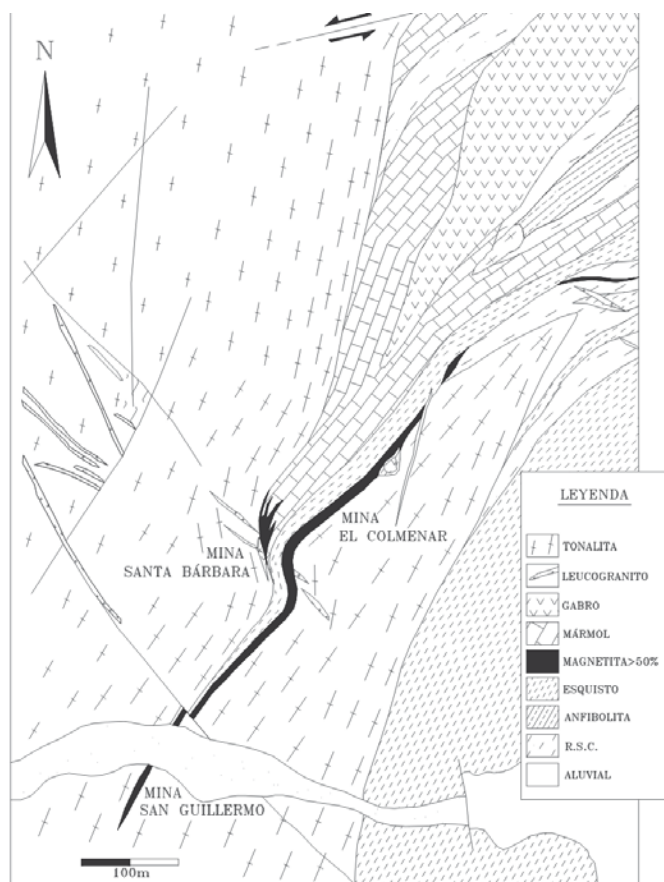 N
MINA
EL COLMENAR
MINA
SANTA BÁRBARA
MINA
SAN GUILLERMO
100m
LEYENDA
TONALITA
LEUCOGRANITO
GABRO
MÁRMOL
MAGNETITA>50%
ESQUISTO
ANFIBOLITA
R.S.C.
ALUVIAL